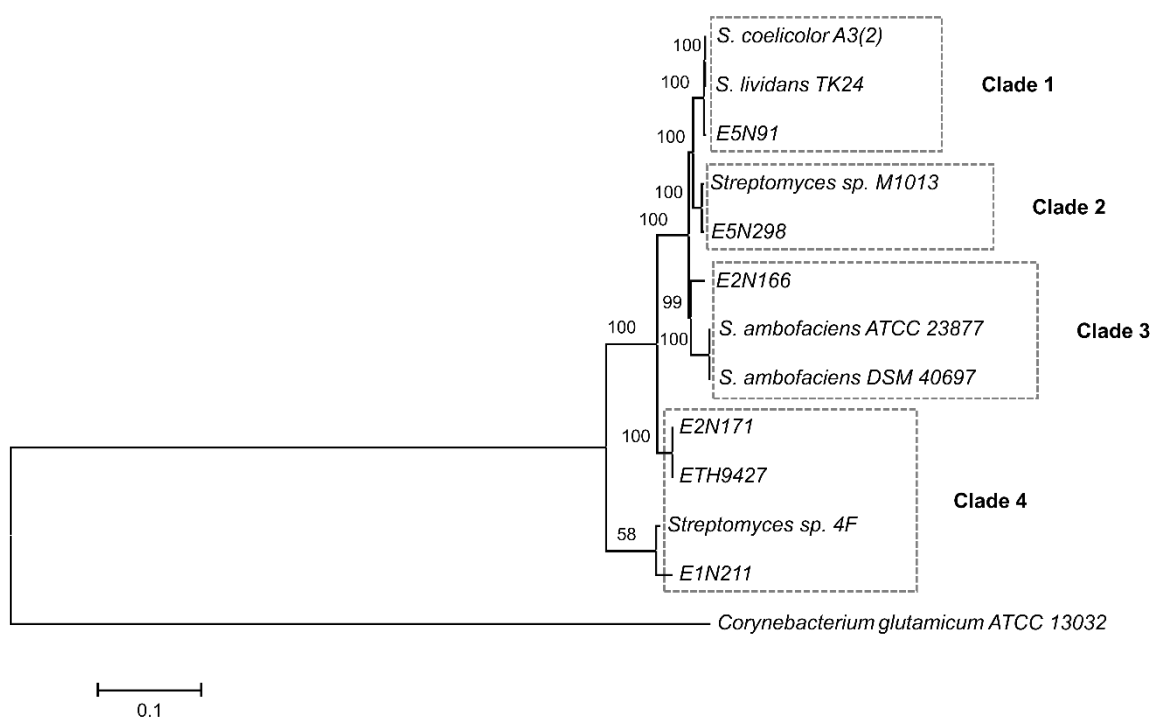 100
S. coelicolor A3(2)
100
S. lividans TK24
Clade 1
100
E5N91
100
Streptomyces sp. M1013
Clade 2
100
E5N298
E2N166
99
100
S. ambofaciens ATCC 23877
Clade 3
100
S. ambofaciens DSM 40697
100
E2N171
ETH9427
Clade 4
58
Streptomyces sp. 4F
E1N211
Corynebacterium glutamicum ATCC 13032
0.1